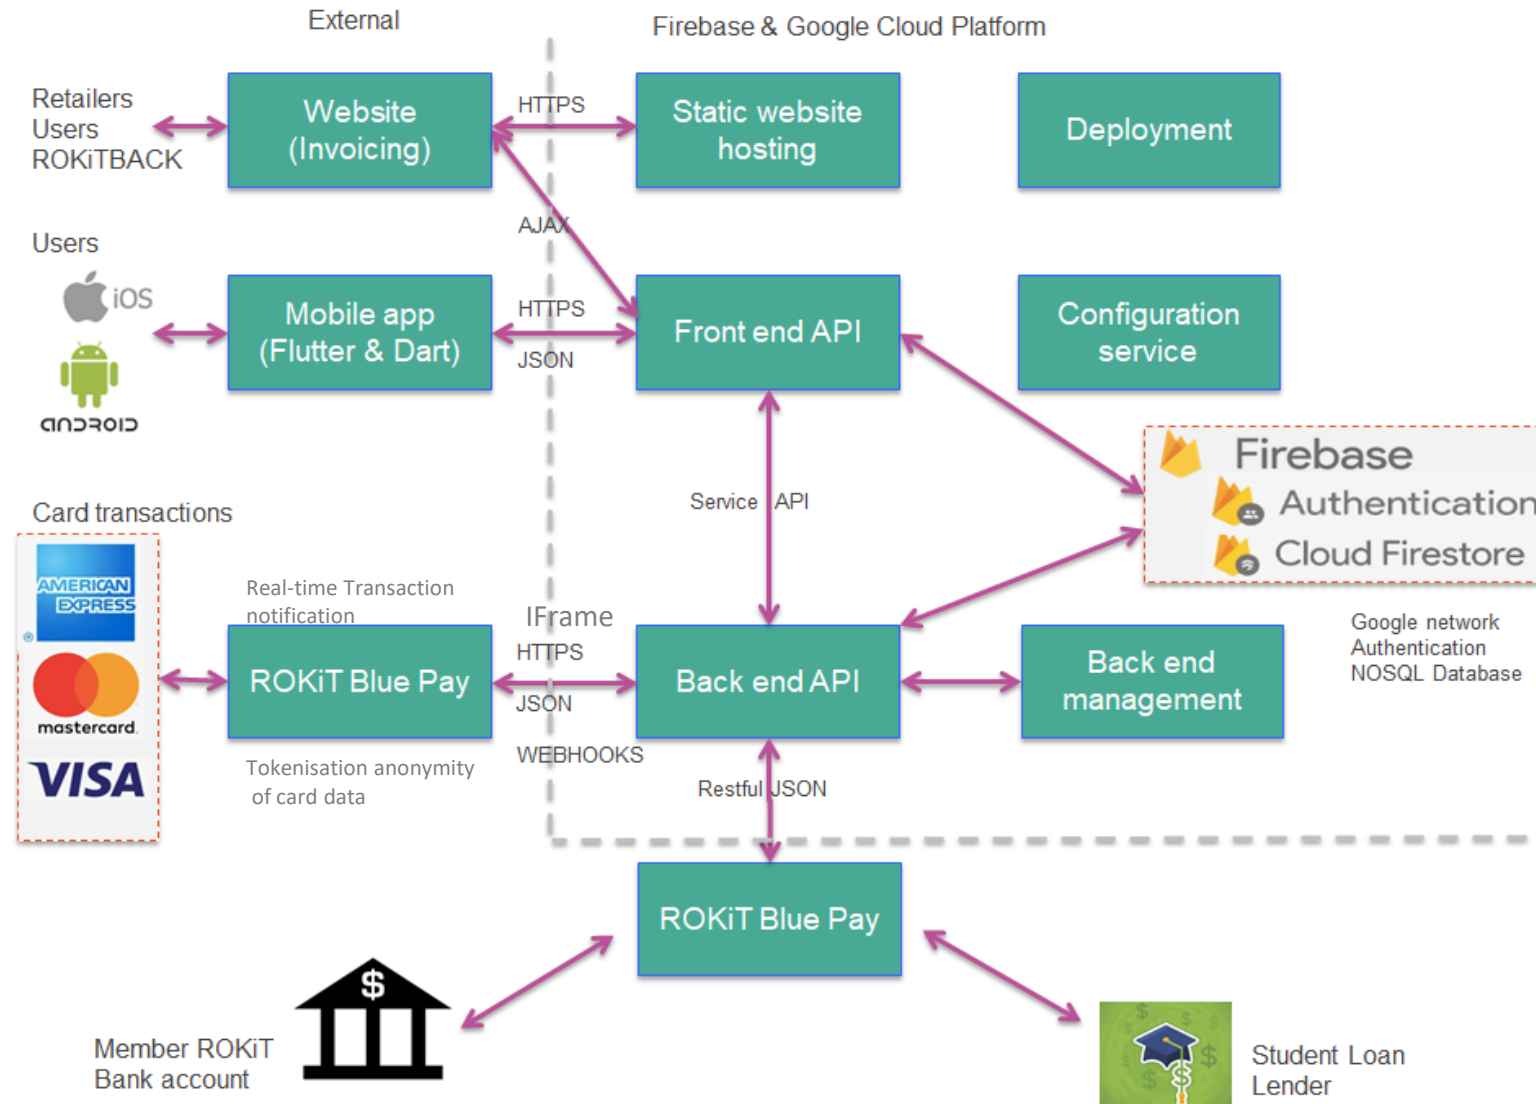 External
Firebase & Google Cloud Platform
Retailers
Users
ROKiTBACK
Website
(Invoicing)
HTTPS
Static website
hosting
Deployment
AJAX
Users
iOS
android
Mobile app
(Flutter & Dart)
HTTPS
JSON
Front end API
Configuration
service
Service API
Firebase
Authentication
Cloud Firestore
Google network
Authentication
NOSQL Database
Card transactions
AMERICAN
EXPRESS
®
mastercard.
VISA
Real-time Transaction
notification
ROKiT Blue Pay
Tokenisation anonymity
of card data
IFrame
HTTPS
JSON
WEBHOOKS
Back end API
Back end
management
Restful JSON
ROKiT Blue Pay
$
Member ROKiT
Bank account
Student Loan
Lender